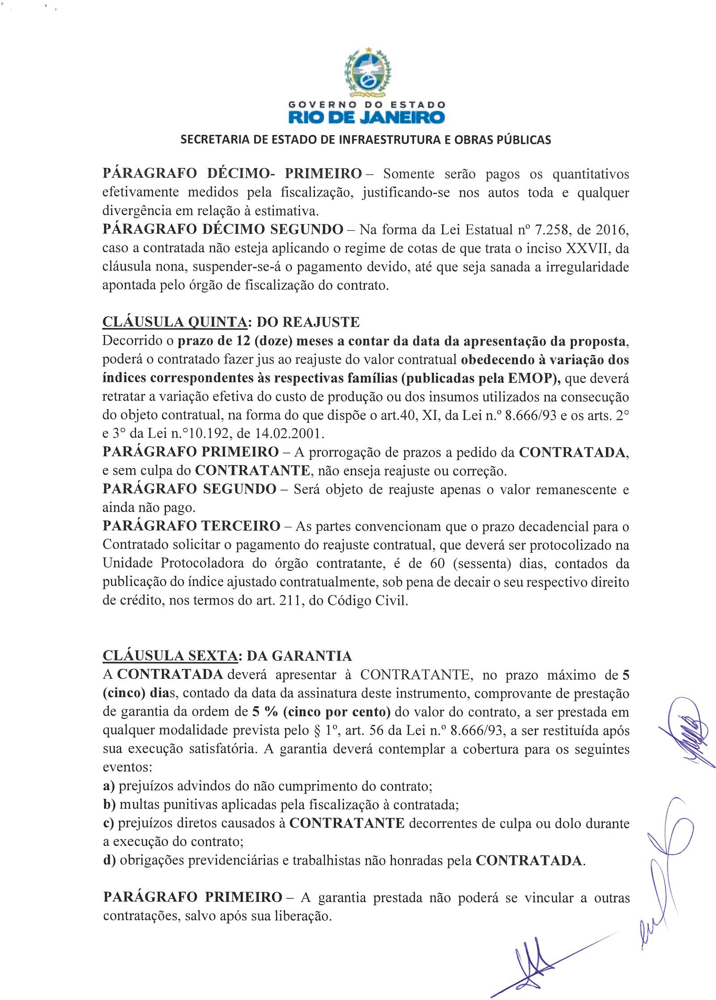 GOVERNO DO ESTADO
RIO DE JANEIRO
SECRETARIA DE ESTADO DE INFRAESTRUTURA E OBRAS PÚBLICAS
PÁRAGRAFO DÉCIMO- PRIMEIRO – Somente serão pagos os quantitativos
efetivamente medidos pela fiscalização, justificando-se nos autos toda e qualquer
divergência em relação à estimativa.
PÁRAGRAFO DÉCIMO SEGUNDO – Na forma da Lei Estatual nº 7.258, de 2016,
caso a contratada não esteja aplicando o regime de cotas de que trata o inciso XXVII, da
cláusula nona, suspender-se-á o pagamento devido, até que seja sanada a irregularidade
apontada pelo órgão de fiscalização do contrato.
CLÁUSULA QUINTA: DO REAJUSTE
Decorrido o prazo de 12 (doze) meses a contar da data da apresentação da proposta,
poderá o contratado fazer jus ao reajuste do valor contratual obedecendo à variação dos
índices correspondentes às respectivas famílias (publicadas pela EMOP), que deverá
retratar a variação efetiva do custo de produção ou dos insumos utilizados na consecução
do objeto contratual, na forma do que dispõe o art.40, XI, da Lei n.º 8.666/93 e os arts. 2°
e 3° da Lei n.°10.192, de 14.02.2001.
PARÁGRAFO PRIMEIRO – A prorrogação de prazos a pedido da CONTRATADA,
e sem culpa do CONTRATANTE, não enseja reajuste ou correção.
PARÁGRAFO SEGUNDO – Será objeto de reajuste apenas o valor remanescente e
ainda não pago.
PARÁGRAFO TERCEIRO – As partes convencionam que o prazo decadencial para o
Contratado solicitar o pagamento do reajuste contratual, que deverá ser protocolizado na
Unidade Protocoladora do órgão contratante, é de 60 (sessenta) dias, contados da
publicação do índice ajustado contratualmente, sob pena de decair o seu respectivo direito
de crédito, nos termos do art. 211, do Código Civil.
CLÁUSULA SEXTA: DA GARANTIA
A CONTRATADA deverá apresentar à CONTRATANTE, no prazo máximo de 5
(cinco) dias, contado da data da assinatura deste instrumento, comprovante de prestação
de garantia da ordem de 5 % (cinco por cento) do valor do contrato, a ser prestada em
qualquer modalidade prevista pelo § 1º, art. 56 da Lei n.º 8.666/93, a ser restituída após
sua execução satisfatória. A garantia deverá contemplar a cobertura para os seguintes
eventos:
a) prejuízos advindos do não cumprimento do contrato;
b) multas punitivas aplicadas pela fiscalização à contratada;
c) prejuízos diretos causados à CONTRATANTE decorrentes de culpa ou dolo durante
a execução do contrato;
d) obrigações previdenciárias e trabalhistas não honradas pela CONTRATADA.
PARÁGRAFO PRIMEIRO – A garantia prestada não poderá se vincular a outras
contratações, salvo após sua liberação.